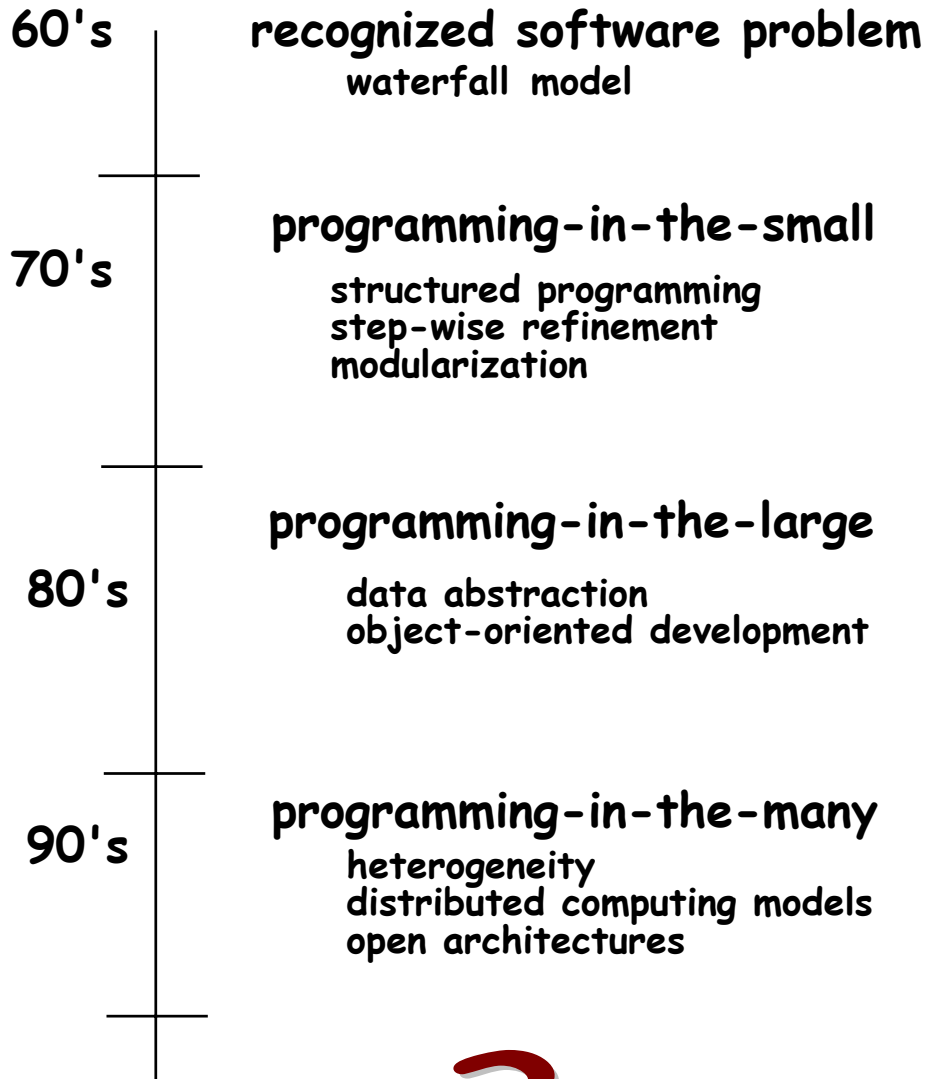 60's recognized software problem
waterfall model
programming-in-the-small
70's
structured programming
step-wise refinement
modularization
programming-in-the-large
80's
data abstraction
object-oriented development
programming-in-the-many
90's
heterogeneity
distributed computing models
open architectures